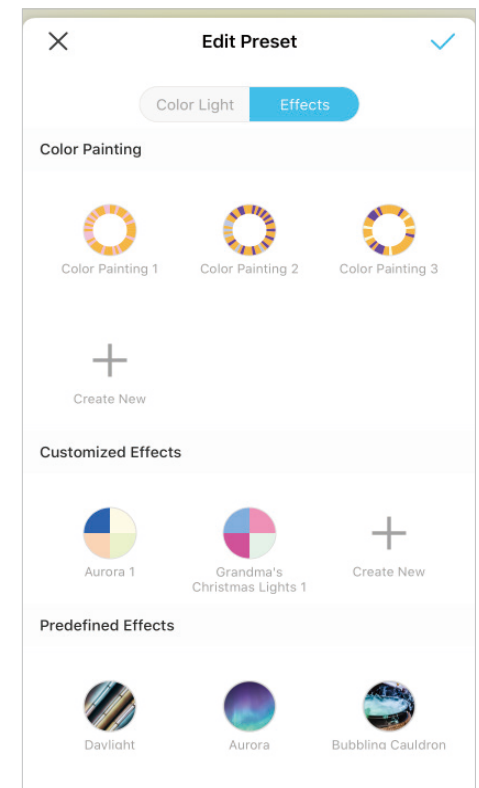 Edit Preset
Color Light
Effects
Color Painting
Color Painting 1
Color Painting 2
Color Painting 3
Create New
Customized Effects
Aurora 1
Grandma's
Christmas Lights 1
Create New
Predefined Effects
Daylight
Aurora
Bubbling Cauldron